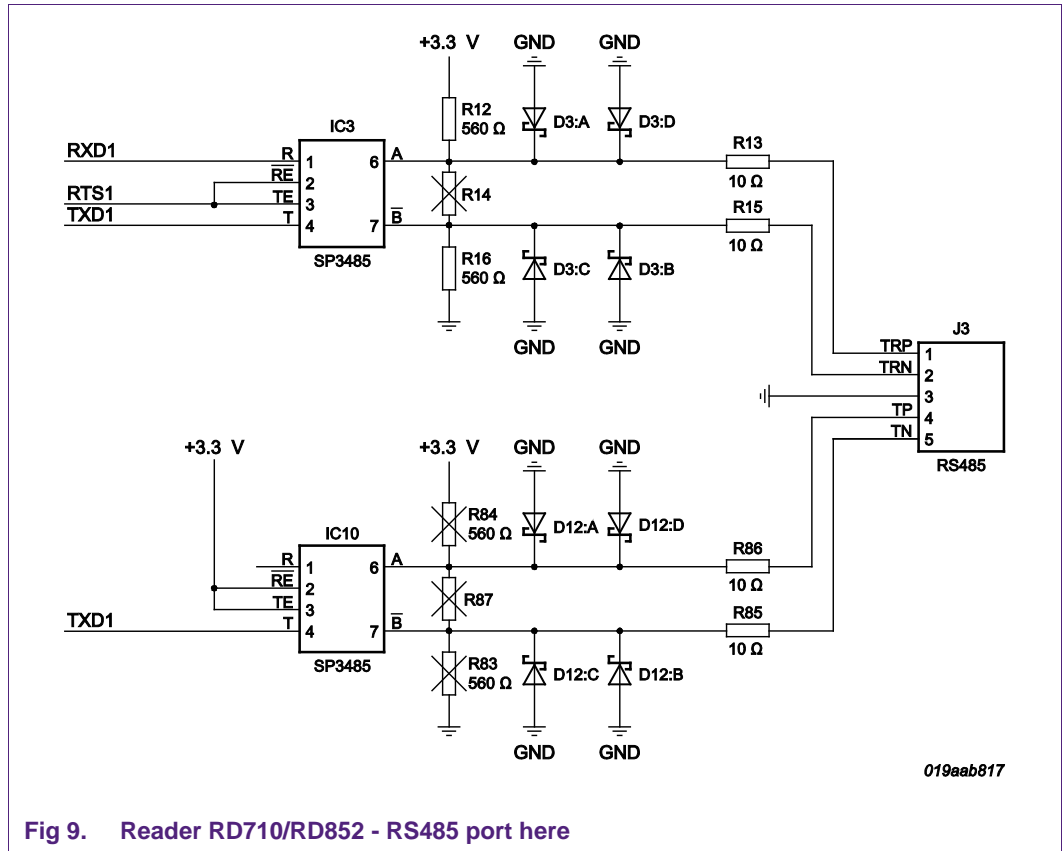 +3.3 V GND GND
R12
560 Ω
D3:A
D3:D
IC3
RXD1
R 1
6 A
RE 2
RTS1
TE 3
TXD1
T 4
7 B
SP3485
R14
R13
10 Ω
R15
10 Ω
R16
560 Ω
D3:C
D3:B
GND GND
J3
TRP 1
TRN 2
3
TP 4
TN 5
RS485
+3.3 V
+3.3 V GND GND
R84
560 Ω
D12:A
D12:D
IC10
R 1
6 A
RE 2
TE 3
TXD1
T 4
7 B
SP3485
R87
R86
10 Ω
R85
10 Ω
R83
560 Ω
D12:C
D12:B
GND GND
019aab817
Fig 9. Reader RD710/RD852 - RS485 port here